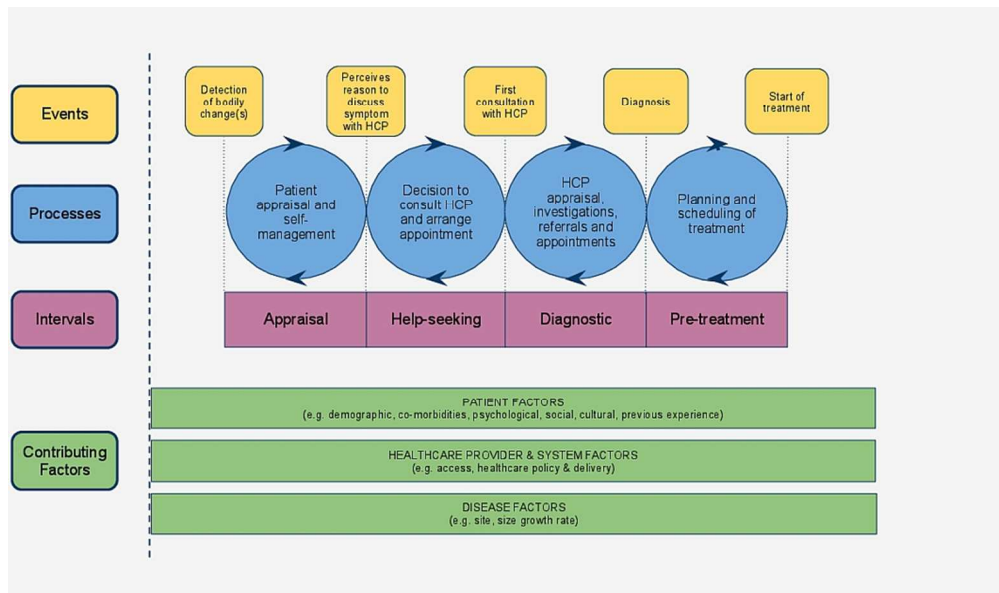 Events
Detection
of bodily
change(s)
Perceives
reason to
discuss
symptom
with HCP
First
consultation
with HCP
Diagnosis
Start of
treatment
Processes
Patient
appraisal and
self-
management
Decision to
consult HCP
and arrange
appointment
HCP
appraisal,
investigations,
referrals and
appointments
Planning and
scheduling of
treatment
Intervals
Appraisal
Help-seeking
Diagnostic
Pre-treatment
Contributing
Factors
PATIENT FACTORS
(e.g. demographic, co-morbidities, psychological, social, cultural, previous experience)
HEALTHCARE PROVIDER & SYSTEM FACTORS
(e.g. access, healthcare policy & delivery)
DISEASE FACTORS
(e.g. site, size growth rate)